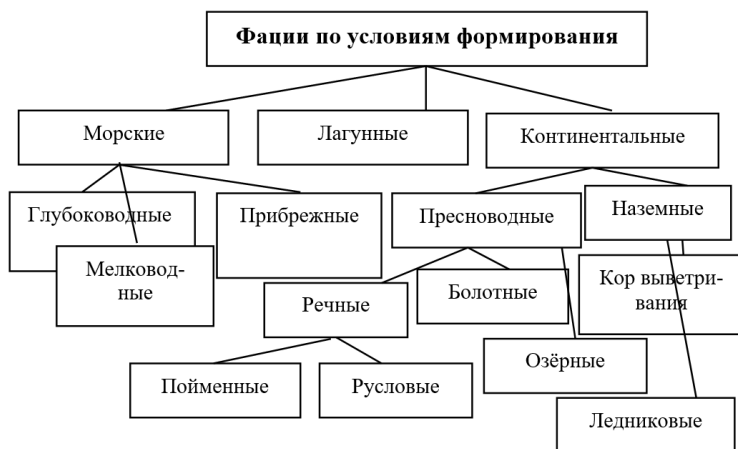 Фации по условиям формирования
Морские
Лагунные
Континентальные
Глубоководные
Прибрежные
Пресноводные
Наземные
Мелковод-
ные
Речные
Болотные
Кор выветри-
вания
Пойменные
Русловые
Озёрные
Ледниковые